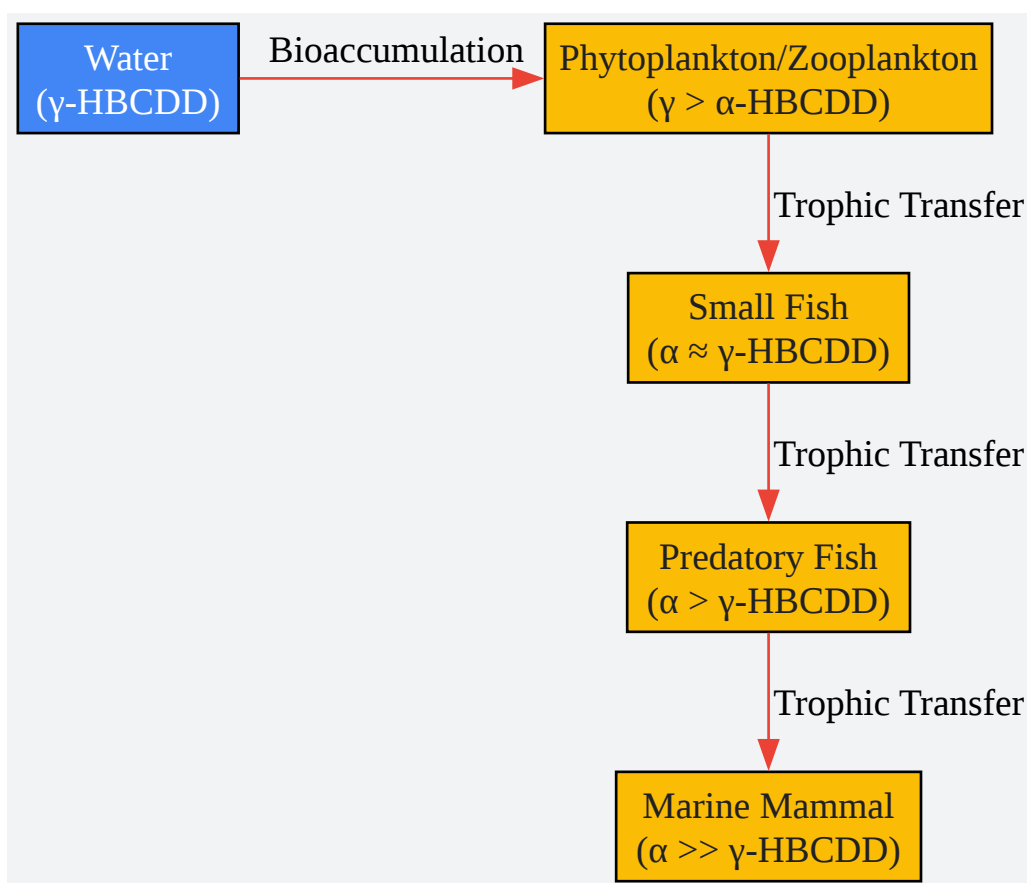 Water
(γ-HBCDD)
Bioaccumulation
Phytoplankton/Zooplankton
(γ > α-HBCDD)
Trophic Transfer
Small Fish
(α ≈ γ-HBCDD)
Trophic Transfer
Predatory Fish
(α > γ-HBCDD)
Trophic Transfer
Marine Mammal
(α >> γ-HBCDD)